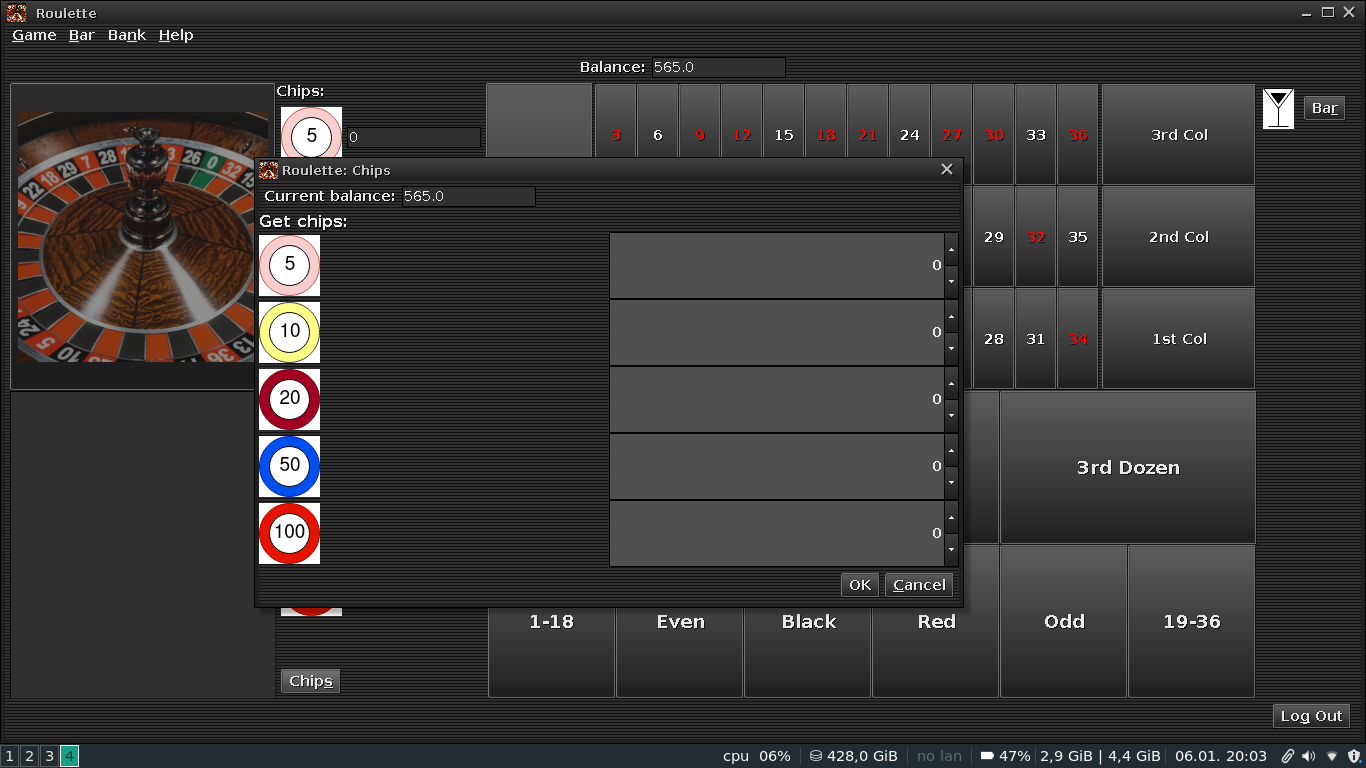 Roulette
Game Bar Bank Help
Balance: 565.0
Chips:
5 0
3 6 9 12 15 18 21 24 27 30 33 36 3rd Col
Bar
Roulette: Chips
Current balance: 565.0
Get chips:
5 0
10 0
20 0
50 0
100 0
OK Cancel
29 32 35 2nd Col
28 31 34 1st Col
3rd Dozen
1-18 Even Black Red Odd 19-36
Chips
Log Out
1 2 3 4 cpu 06% 428,0 GiB no lan 47% 2,9 GiB | 4,4 GiB 06.01. 20:03